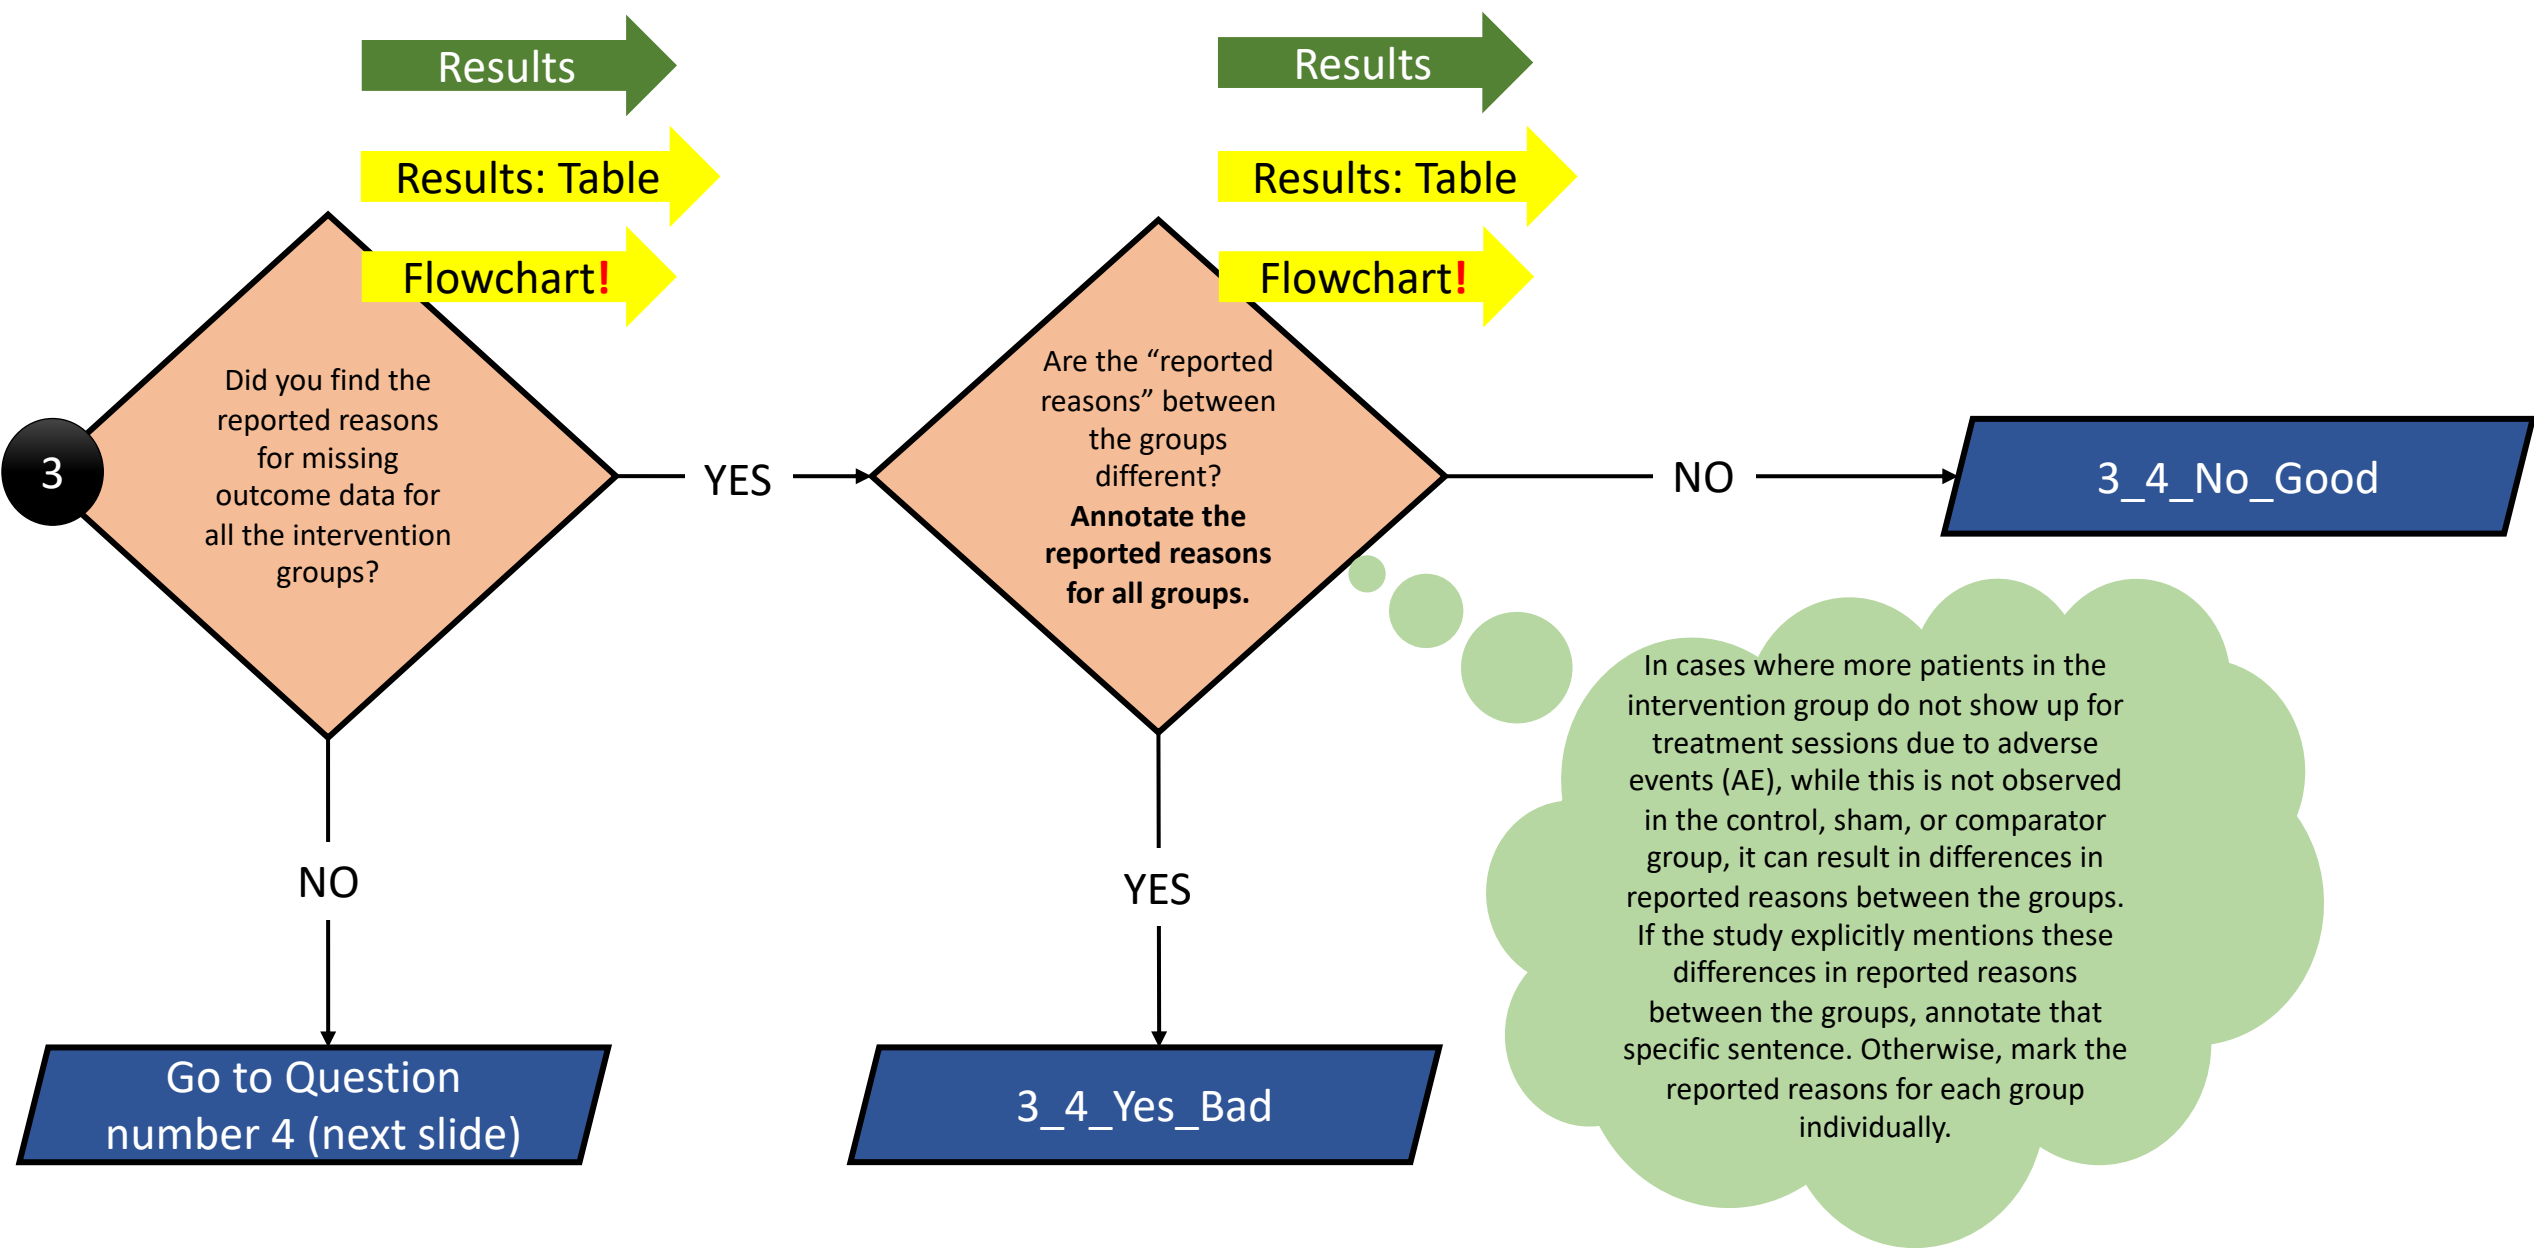 Results
Results: Table
Flowchart!
3
Did you find the
reported reasons
for missing
outcome data for
all the intervention
groups?
YES
NO
Go to Question
number 4 (next slide)
Results
Results: Table
Flowchart!
Are the “reported
reasons” between
the groups
different?
Annotate the
reported reasons
for all groups.
NO
3_4_No_Good
YES
3_4_Yes_Bad
In cases where more patients in the
intervention group do not show up for
treatment sessions due to adverse
events (AE), while this is not observed
in the control, sham, or comparator
group, it can result in differences in
reported reasons between the groups.
If the study explicitly mentions these
differences in reported reasons
between the groups, annotate that
specific sentence. Otherwise, mark the
reported reasons for each group
individually.